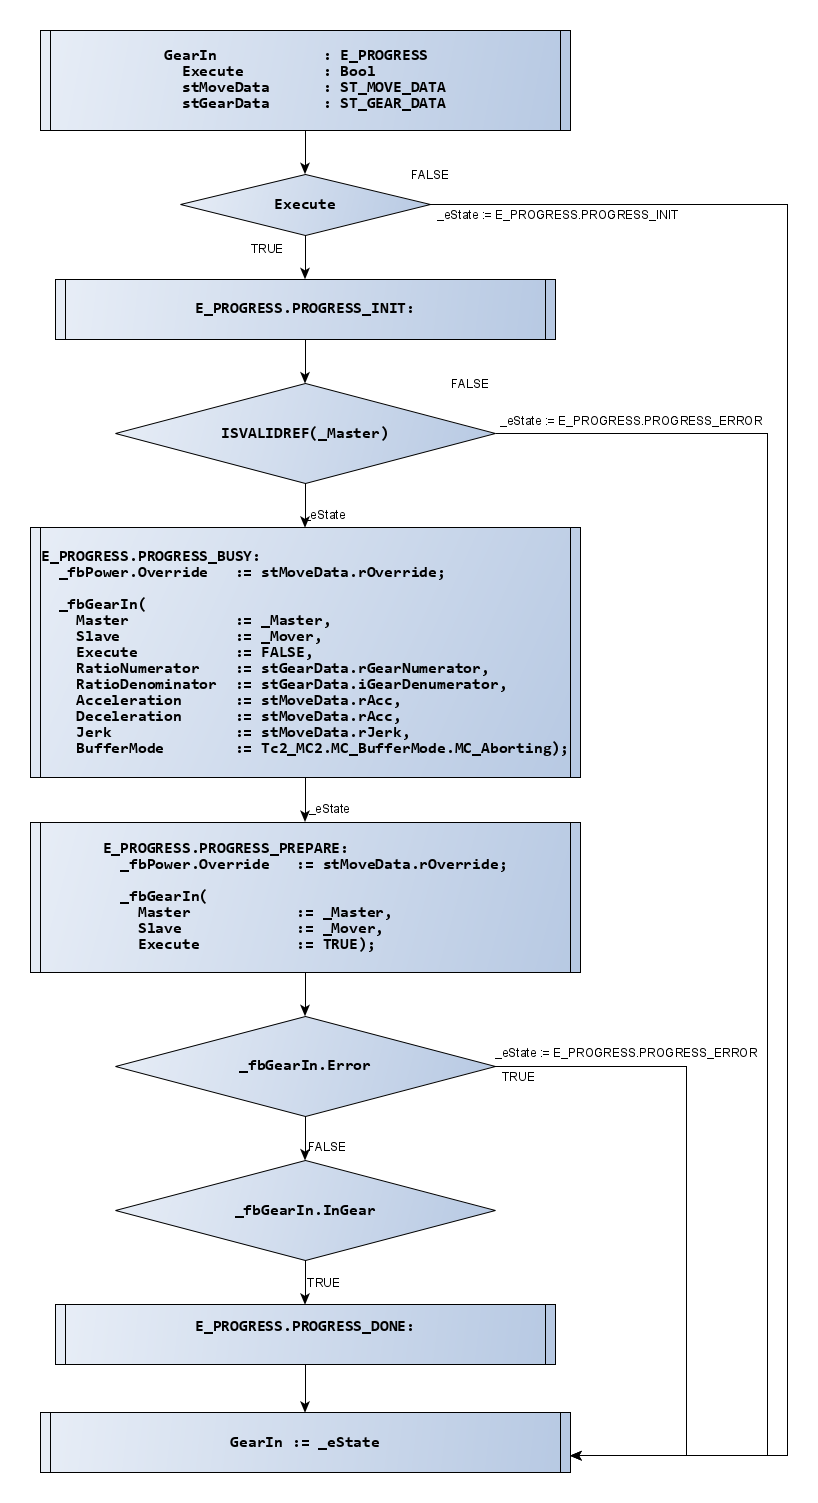 GearIn : E_PROGRESS
Execute : Bool
stMoveData : ST_MOVE_DATA
stGearData : ST_GEAR_DATA
FALSE
Execute
_eState := E_PROGRESS.PROGRESS_INIT
TRUE
E_PROGRESS.PROGRESS_INIT:
FALSE
_eState := E_PROGRESS.PROGRESS_ERROR
ISVALIDREF(_Master)
_eState
E_PROGRESS.PROGRESS_BUSY:
_fbPower.Override := stMoveData.rOverride;
_fbGearIn(
Master := _Master,
Slave := _Mover,
Execute := FALSE,
RatioNumerator := stGearData.rGearNumerator,
RatioDenominator := stGearData.iGearDenumerator,
Acceleration := stMoveData.rAcc,
Deceleration := stMoveData.rAcc,
Jerk := stMoveData.rJerk,
BufferMode := Tc2_MC2.MC_BufferMode.MC_Aborting);
_eState
E_PROGRESS.PROGRESS_PREPARE:
_fbPower.Override := stMoveData.rOverride;
_fbGearIn(
Master := _Master,
Slave := _Mover,
Execute := TRUE);
_eState := E_PROGRESS.PROGRESS_ERROR
_fbGearIn.Error
TRUE
FALSE
_fbGearIn.InGear
TRUE
E_PROGRESS.PROGRESS_DONE:
GearIn := _eState